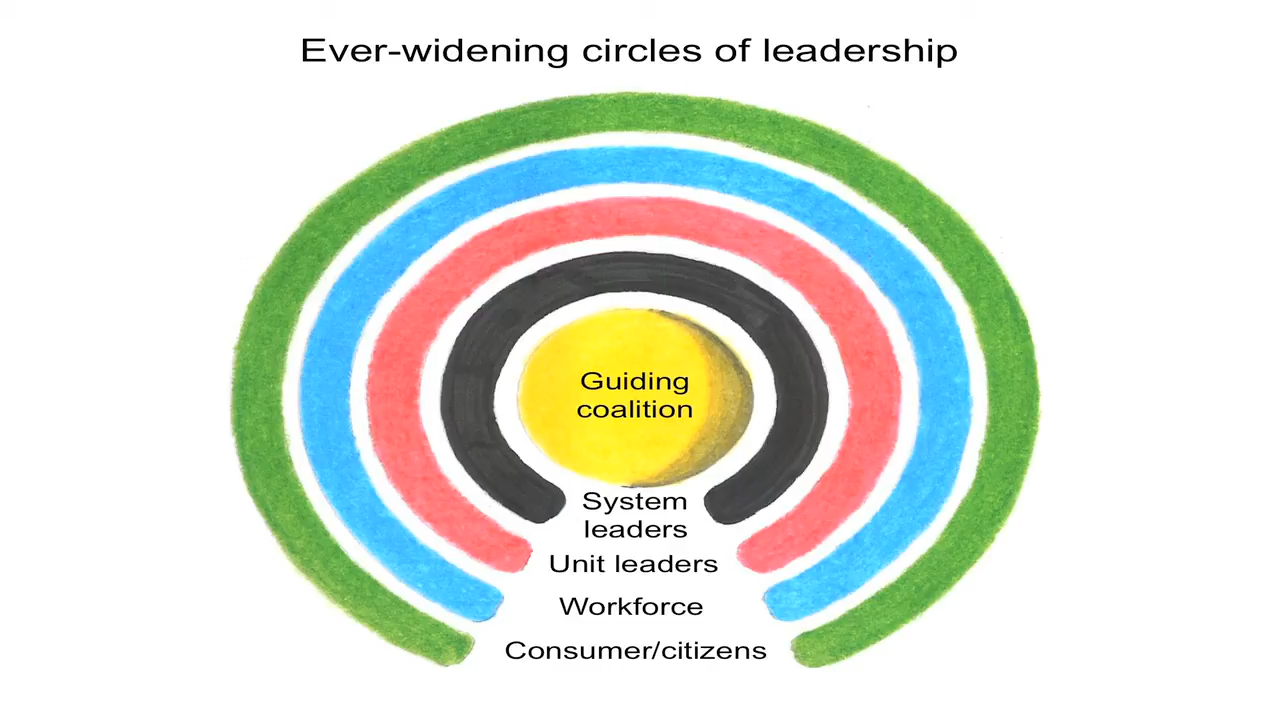 Ever-widening circles of leadership
Guiding
coalition
System
leaders
Unit leaders
Workforce
Consumer/citizens